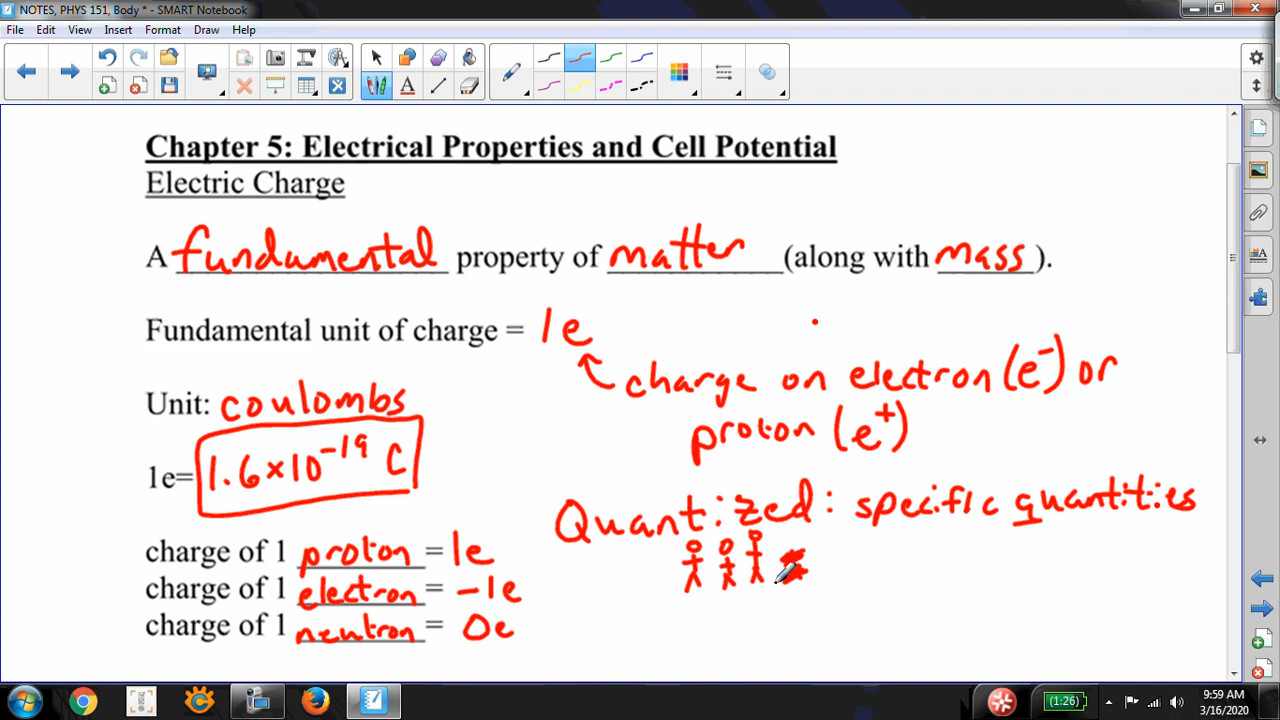 NOTES, PHYS 151, Body * - SMART Notebook
File Edit View Insert Format Draw Help
Chapter 5: Electrical Properties and Cell Potential
Electric Charge
A fundamental property of matter (along with mass).
Fundamental unit of charge = 1e
charge on electron (e⁻) or
proton (e⁺)
Unit: coulombs
1e= 1.6×10⁻¹⁹ C
Quantized: specific quantities
charge of 1 proton = 1e
charge of 1 electron = -1e
charge of 1 neutron = 0e
(1:26)
9:59 AM
3/16/2020